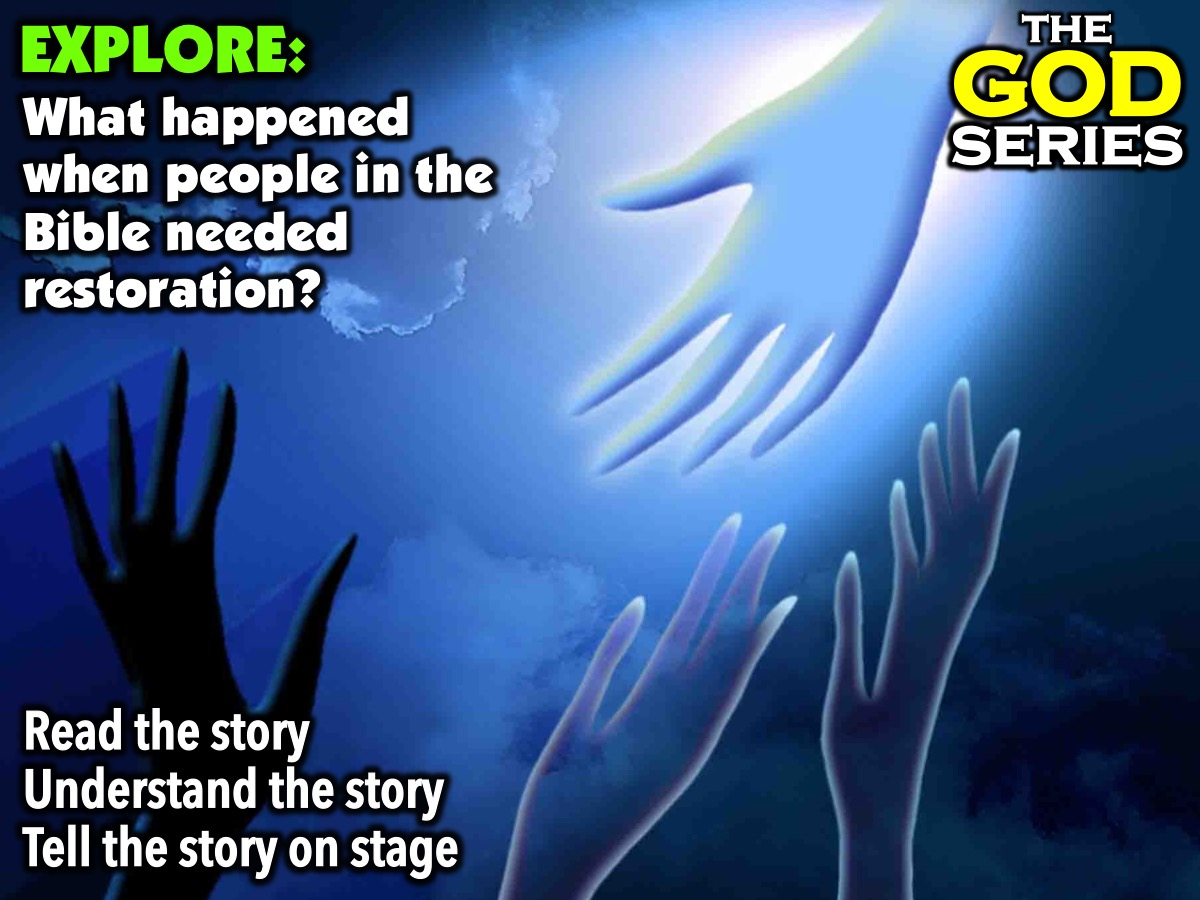 EXPLORE:
What happened
when people in the
Bible needed
restoration?
THE
GOD
SERIES
Read the story
Understand the story
Tell the story on stage